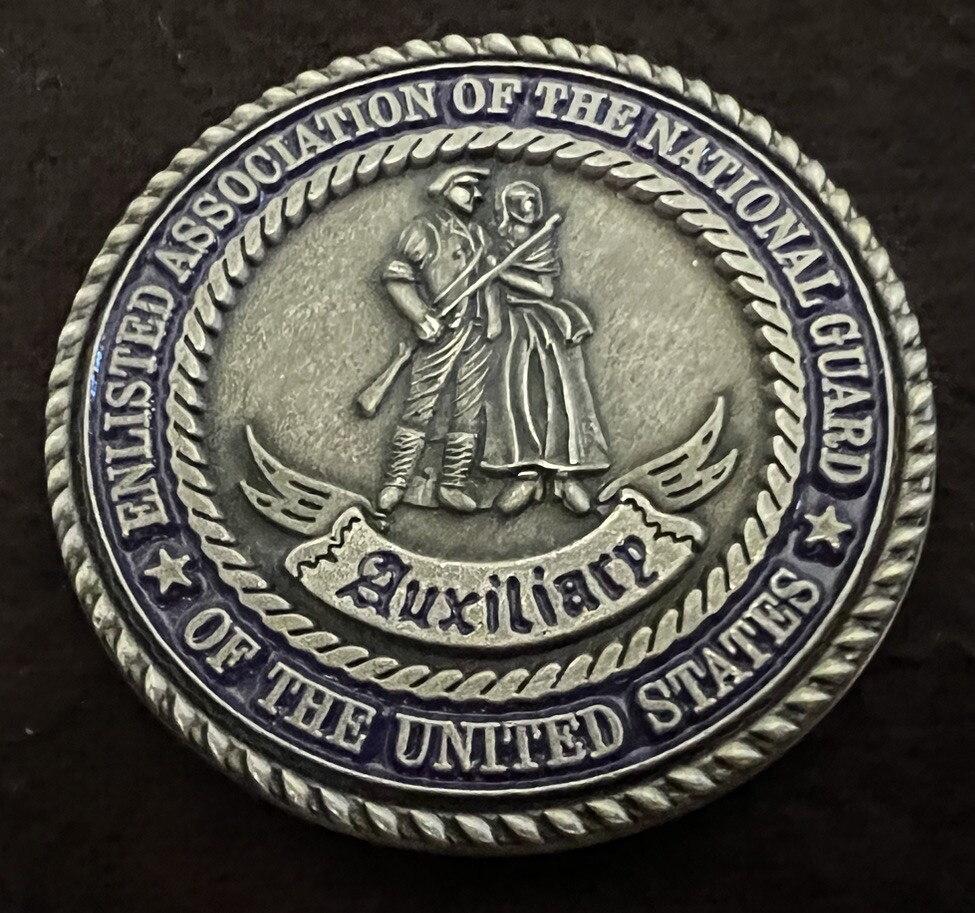 ENLISTED ASSOCIATION OF THE NATIONAL GUARD
OF THE UNITED STATES
Auxiliary